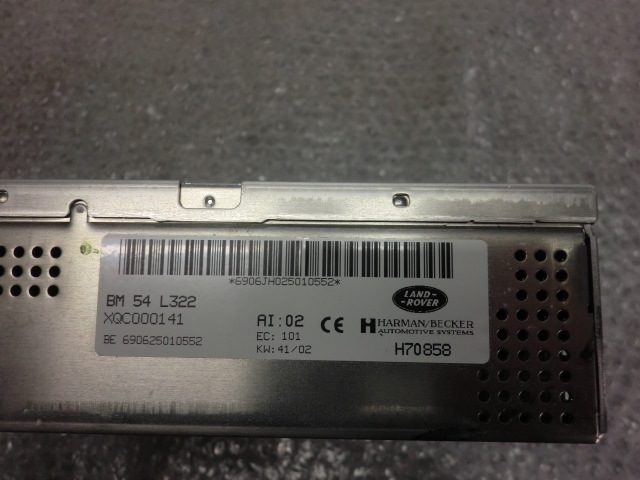 *6906JH025010552*
BM 54 L322
XQC000141
BE 690625010552
AI:02
EC: 101
KW: 41/02
CE
LAND-
-ROVER
HARMAN/BECKER
AUTOMOTIVE SYSTEMS
H70858